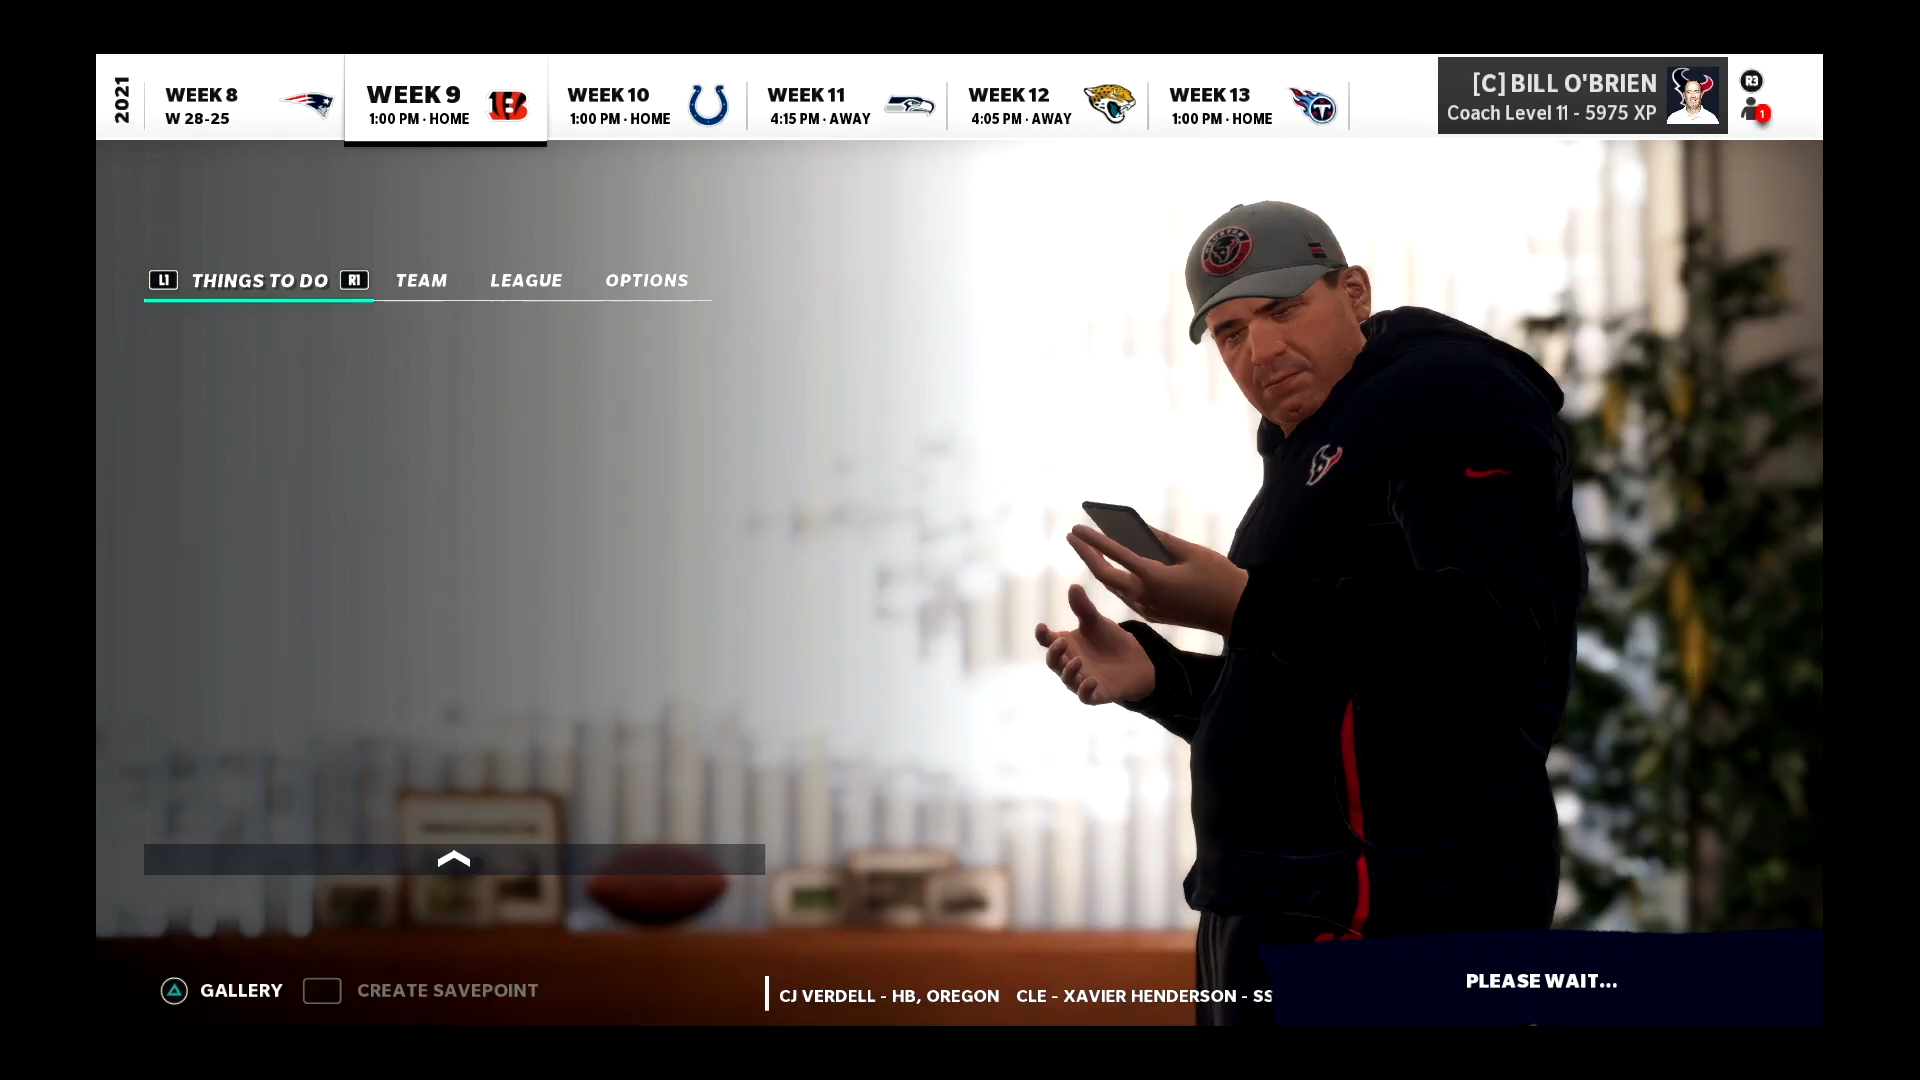 2021
WEEK 8
W 28-25
WEEK 9
1:00 PM · HOME
WEEK 10
1:00 PM · HOME
WEEK 11
4:15 PM · AWAY
WEEK 12
4:05 PM · AWAY
WEEK 13
1:00 PM · HOME
[C] BILL O'BRIEN
Coach Level 11 - 5975 XP
R3
1
L1 THINGS TO DO R1 TEAM LEAGUE OPTIONS
GALLERY CREATE SAVEPOINT
CJ VERDELL - HB, OREGON CLE - XAVIER HENDERSON - SS
PLEASE WAIT...